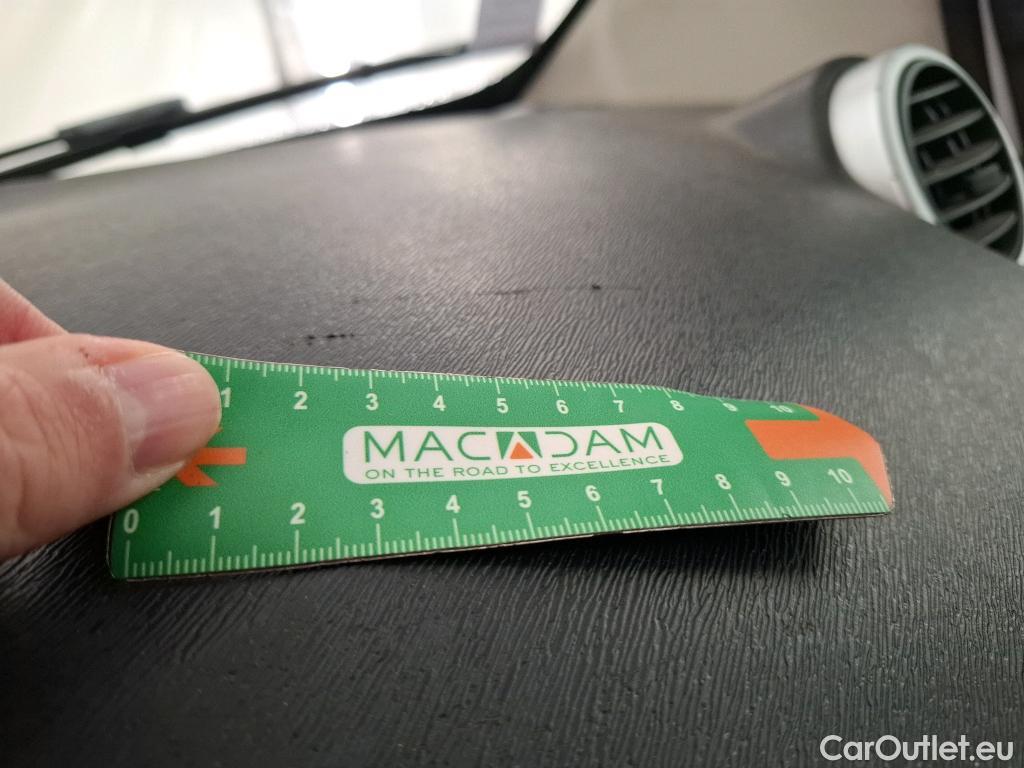 1 2 3 4 5 6 7 8 9 10
MACADAM
ON THE ROAD TO EXCELLENCE
0 1 2 3 4 5 6 7 8 9 10
CarOutlet.eu